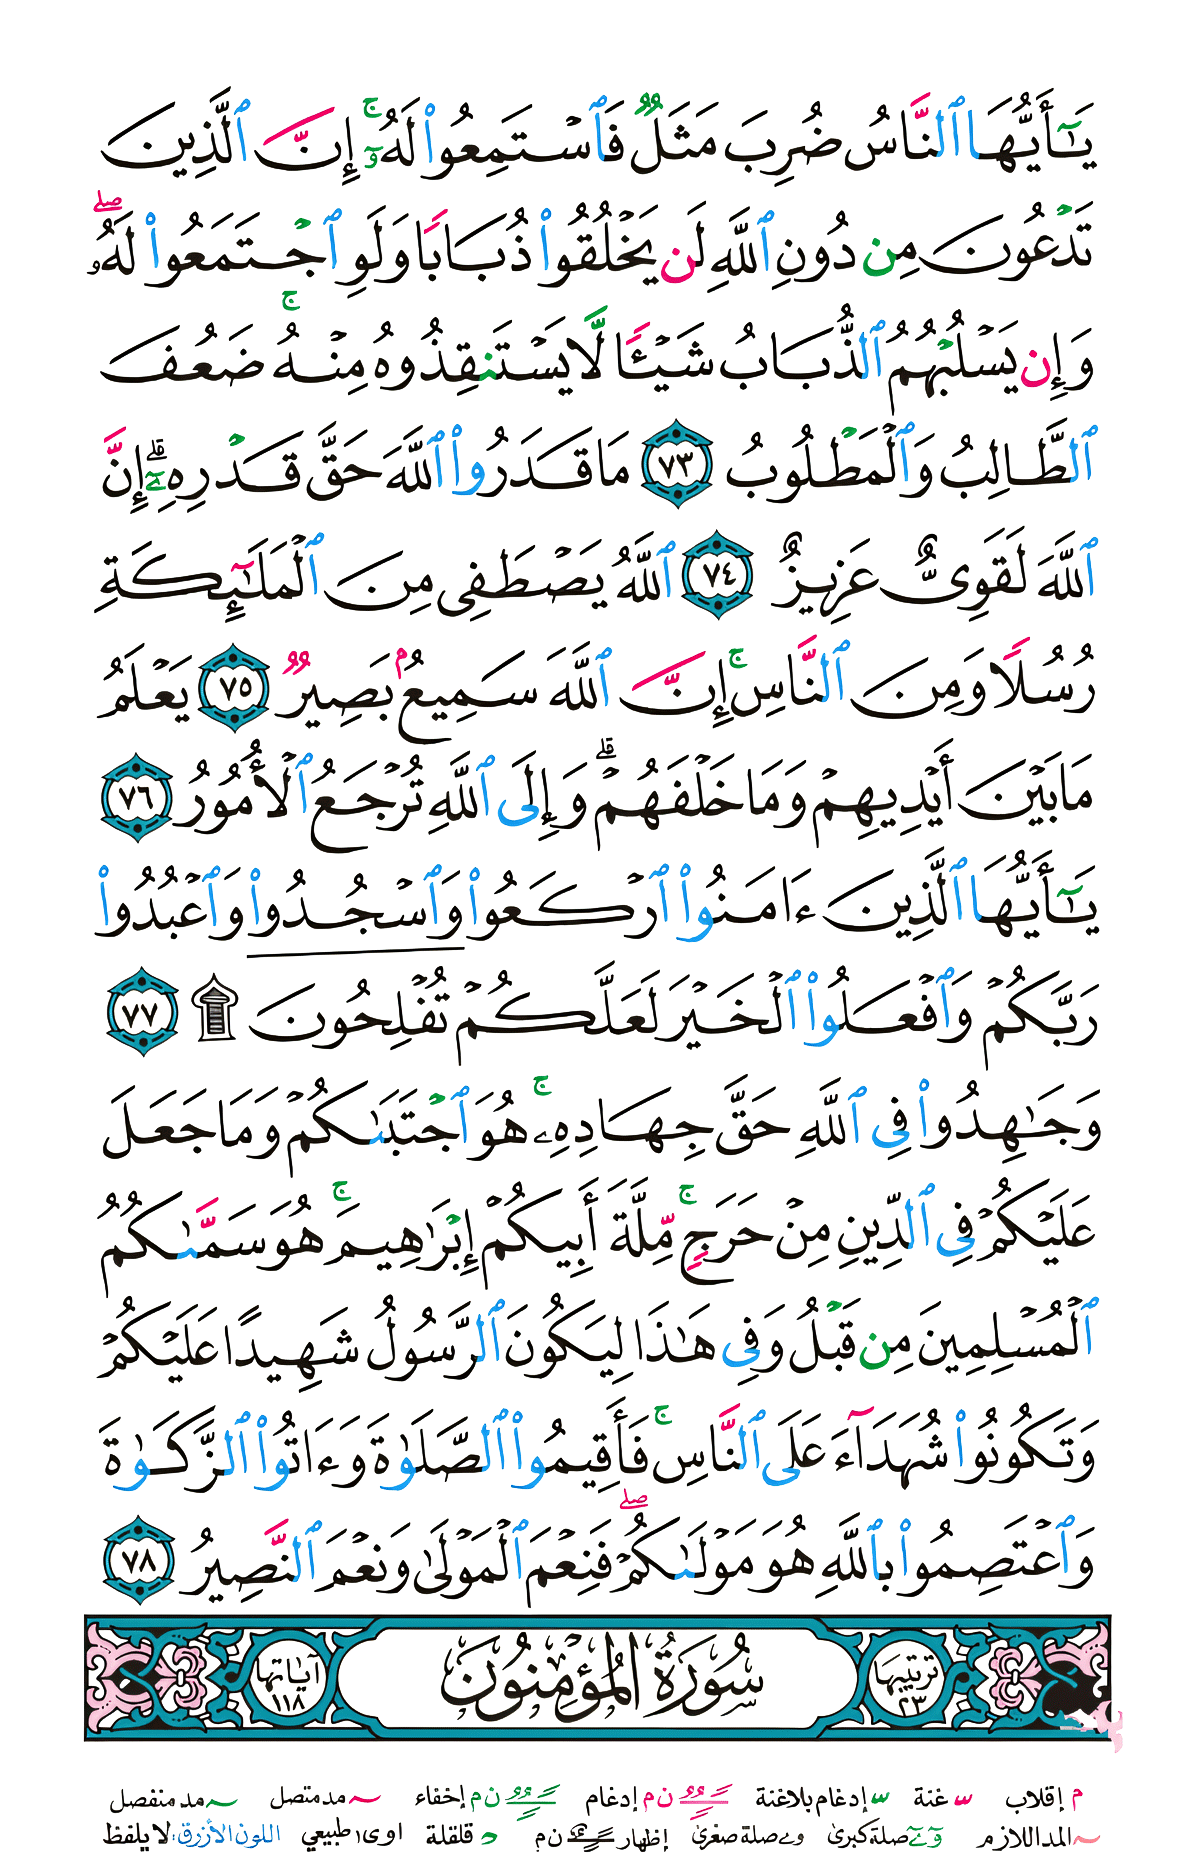 يَٰٓأَيُّهَا ٱلنَّاسُ ضُرِبَ مَثَلٌ فَٱسْتَمِعُوا۟ لَهُۥٓ ۚ إِنَّ ٱلَّذِينَ
تَدْعُونَ مِن دُونِ ٱللَّهِ لَن يَخْلُقُوا۟ ذُبَابًا وَلَوِ ٱجْتَمَعُوا۟ لَهُۥ ۖ
وَإِن يَسْلُبْهُمُ ٱلذُّبَابُ شَيْـًٔا لَّا يَسْتَنقِذُوهُ مِنْهُ ۚ ضَعُفَ
ٱلطَّالِبُ وَٱلْمَطْلُوبُ ٧٣ مَا قَدَرُوا۟ ٱللَّهَ حَقَّ قَدْرِهِۦٓ ۗ إِنَّ
ٱللَّهَ لَقَوِىٌّ عَزِيزٌ ٧٤ ٱللَّهُ يَصْطَفِى مِنَ ٱلْمَلَٰٓئِكَةِ
رُسُلًا وَمِنَ ٱلنَّاسِ ۚ إِنَّ ٱللَّهَ سَمِيعٌۢ بَصِيرٌ ٧٥ يَعْلَمُ
مَا بَيْنَ أَيْدِيهِمْ وَمَا خَلْفَهُمْ ۗ وَإِلَى ٱللَّهِ تُرْجَعُ ٱلْأُمُورُ ٧٦
يَٰٓأَيُّهَا ٱلَّذِينَ ءَامَنُوا۟ ٱرْكَعُوا۟ وَٱسْجُدُوا۟ وَٱعْبُدُوا۟
رَبَّكُمْ وَٱفْعَلُوا۟ ٱلْخَيْرَ لَعَلَّكُمْ تُفْلِحُونَ ۩ ٧٧
وَجَٰهِدُوا۟ فِى ٱللَّهِ حَقَّ جِهَادِهِۦ ۚ هُوَ ٱجْتَبَىٰكُمْ وَمَا جَعَلَ
عَلَيْكُمْ فِى ٱلدِّينِ مِنْ حَرَجٍ ۚ مِّلَّةَ أَبِيكُمْ إِبْرَٰهِيمَ ۚ هُوَ سَمَّىٰكُمُ
ٱلْمُسْلِمِينَ مِن قَبْلُ وَفِى هَٰذَا لِيَكُونَ ٱلرَّسُولُ شَهِيدًا عَلَيْكُمْ
وَتَكُونُوا۟ شُهَدَآءَ عَلَى ٱلنَّاسِ ۚ فَأَقِيمُوا۟ ٱلصَّلَوٰةَ وَءَاتُوا۟ ٱلزَّكَوٰةَ
وَٱعْتَصِمُوا۟ بِٱللَّهِ هُوَ مَوْلَىٰكُمْ ۖ فَنِعْمَ ٱلْمَوْلَىٰ وَنِعْمَ ٱلنَّصِيرُ ٧٨
ترتيبها ٢٣ سُورَةُ الْمُؤْمِنُونَ آياتها ١١٨
م إقلاب غنة إدغام بلاغنة ن م إدغام ن م إخفاء مد متصل مد منفصل
المد اللازم صلة كبرى و ے صلة صغرى إظهار ن م قلقلة اوى ا طبيعي اللون الأزرق: لا يلفظ